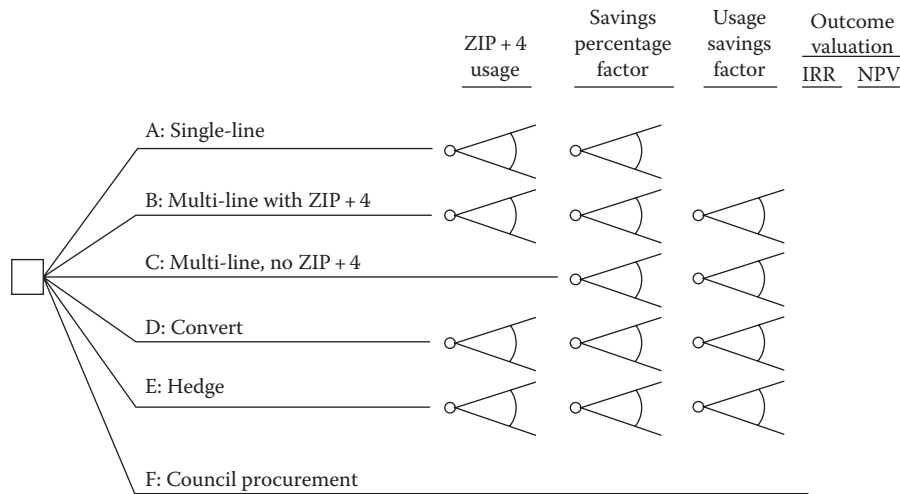 ZIP + 4
usage
Savings
percentage
factor
Usage
savings
factor
Outcome
valuation
IRR NPV
A: Single-line
B: Multi-line with ZIP + 4
C: Multi-line, no ZIP + 4
D: Convert
E: Hedge
F: Council procurement